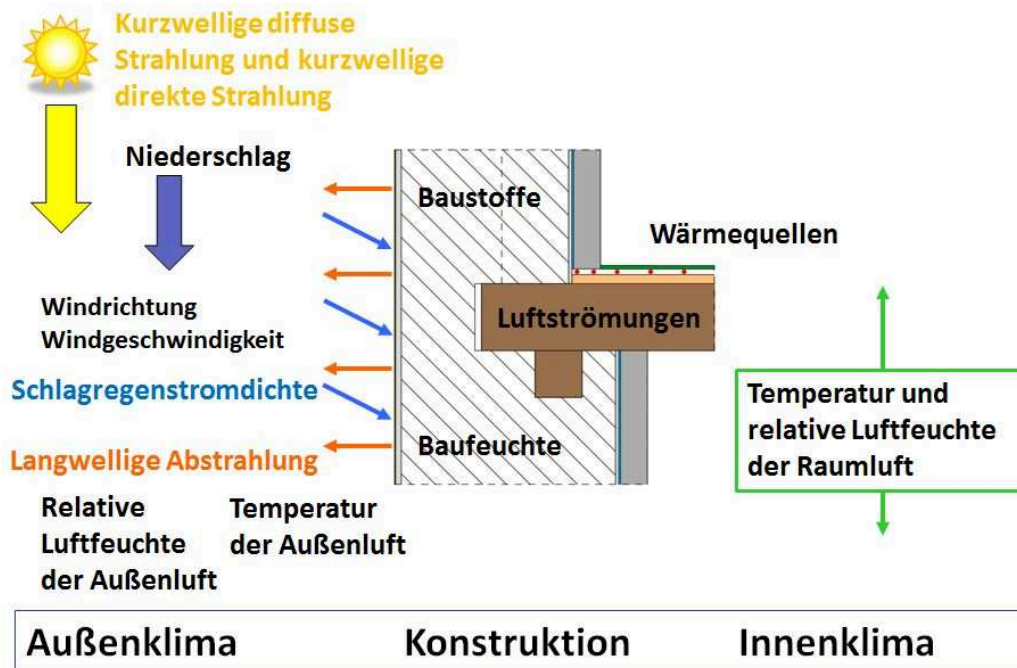 Kurzwellige diffuse
Strahlung und kurzwellige
direkte Strahlung
Niederschlag
Windrichtung
Windgeschwindigkeit
Schlagregenstromdichte
Langwellige Abstrahlung
Relative
Luftfeuchte
der Außenluft
Temperatur
der Außenluft
Baustoffe
Luftströmungen
Baufeuchte
Wärmequellen
Temperatur und
relative Luftfeuchte
der Raumluft
Außenklima
Konstruktion
Innenklima